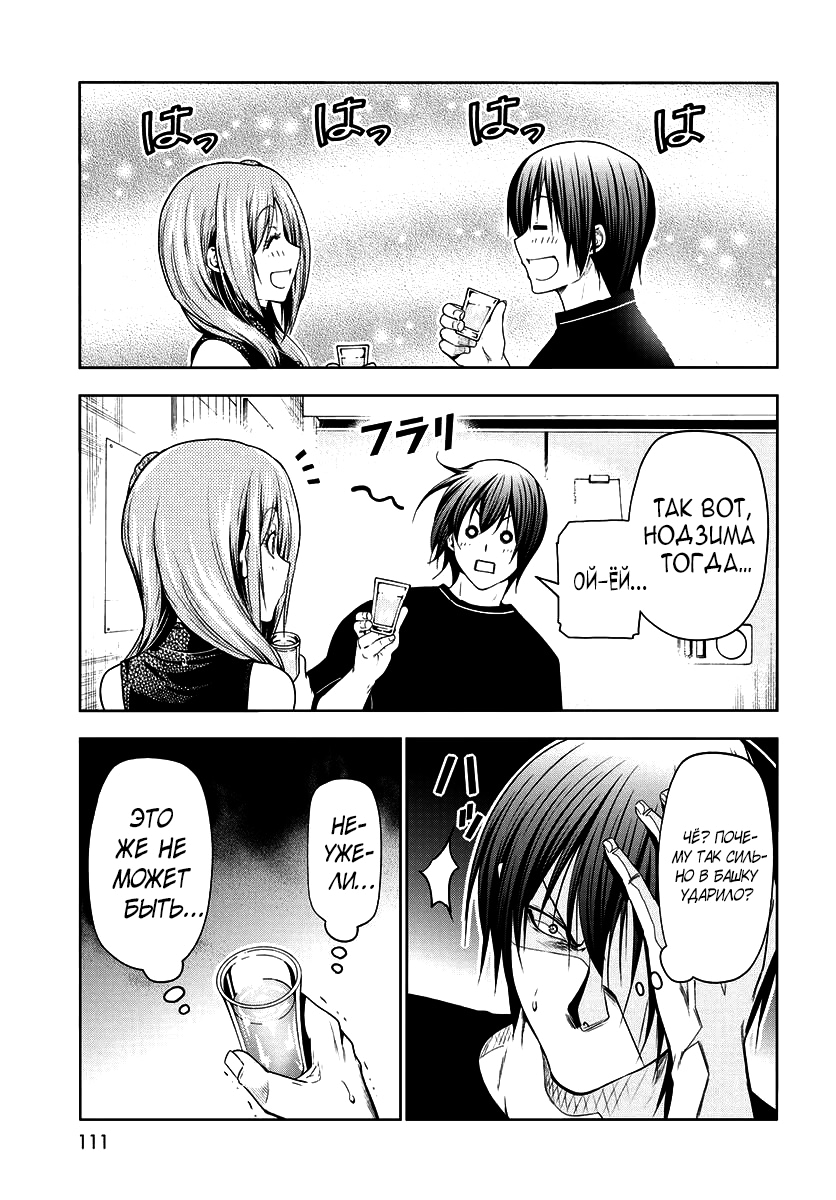 はっ
はっ
はっ
は
フラリ
ТАК ВОТ,
НОДЗИМА
ТОГДА...
ОЙ-ЁЙ...
ハッ
ЧЁ? ПОЧЕ-
МУ ТАК СИЛЬ-
НО В БАШКУ
УДАРИЛО?
НЕ-
УЖЕ-
ЛИ...
ЭТО
ЖЕ НЕ
МОЖЕТ
БЫТЬ...
111